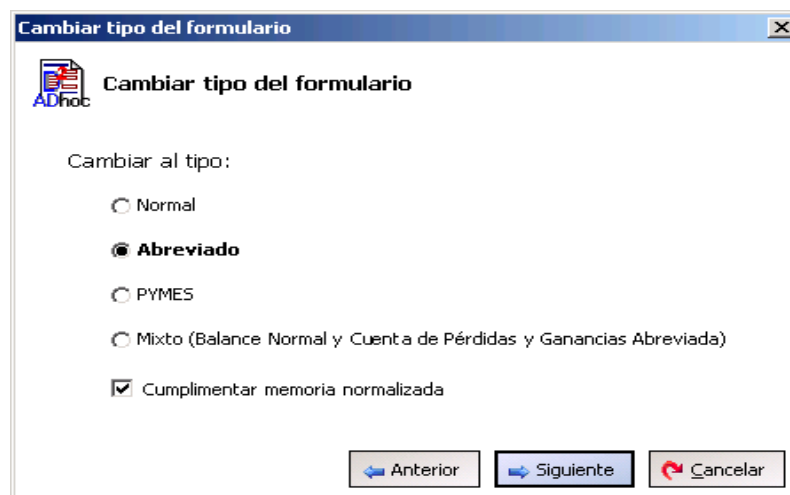 Cambiar tipo del formulario
ADhoc
Cambiar tipo del formulario
Cambiar al tipo:
Normal
Abreviado
PYMES
Mixto (Balance Normal y Cuenta de Pérdidas y Ganancias Abreviada)
Cumplimentar memoria normalizada
Anterior Siguiente Cancelar